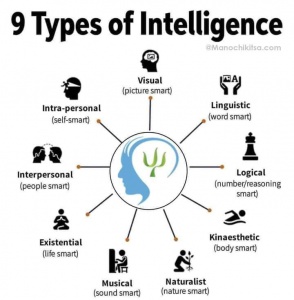 9 Types of Intelligence
@Manochikitsa.com
Visual
(picture smart)
Linguistic
(word smart)
Logical
(number/reasoning
smart)
Kinaesthetic
(body smart)
Naturalist
(nature smart)
Musical
(sound smart)
Existential
(life smart)
Interpersonal
(people smart)
Intra-personal
(self-smart)